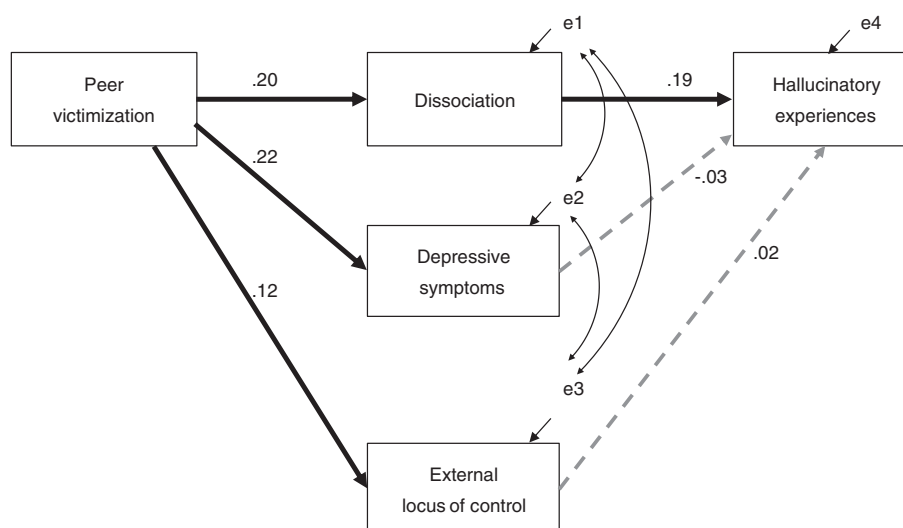 e1
e4
Peer
victimization
.20
Dissociation
.19
Hallucinatory
experiences
.22
e2
-.03
Depressive
symptoms
.02
.12
e3
External
locus of control